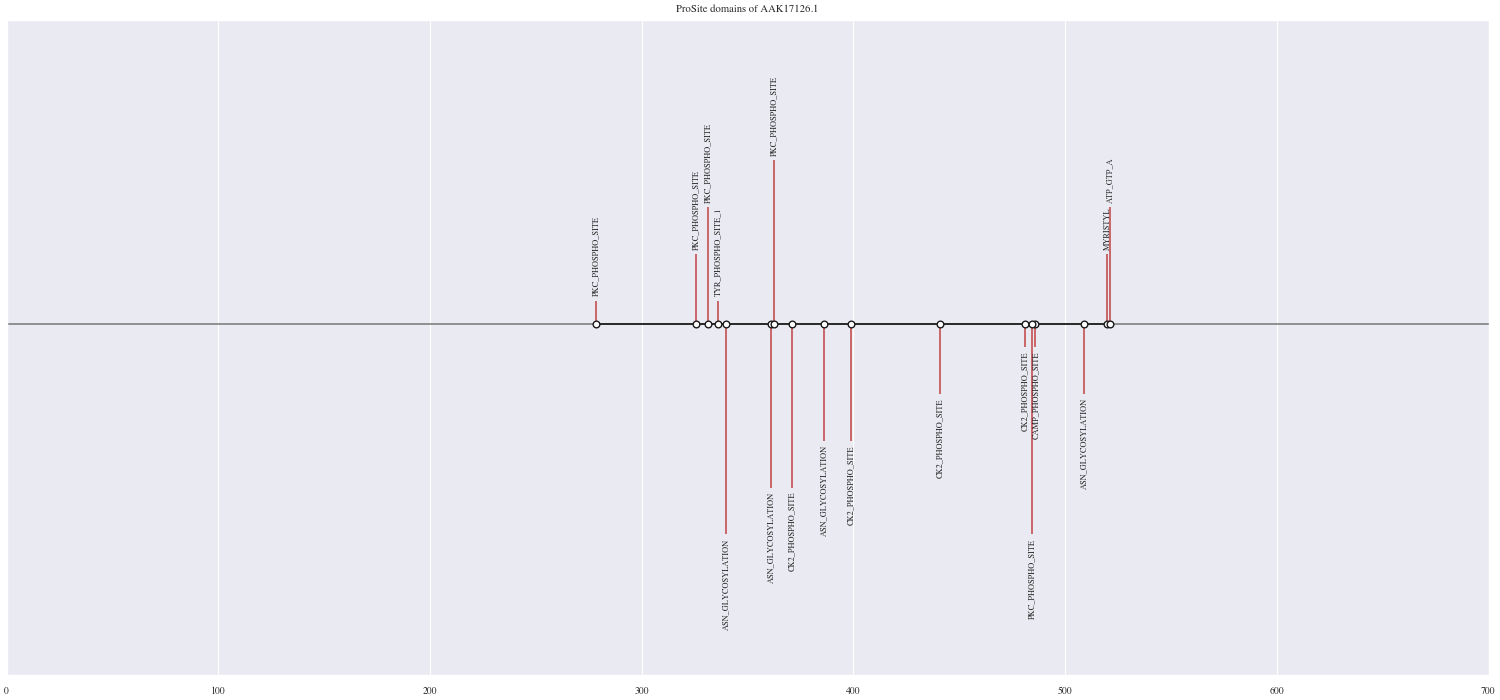 ProSite domains of AAK17126.1
PKC_PHOSPHO_SITE
PKC_PHOSPHO_SITE
PKC_PHOSPHO_SITE
TYR_PHOSPHO_SITE_1
PKC_PHOSPHO_SITE
MYRISTYL
ATP_GTP_A
ASN_GLYCOSYLATION
ASN_GLYCOSYLATION
CK2_PHOSPHO_SITE
ASN_GLYCOSYLATION
CK2_PHOSPHO_SITE
CK2_PHOSPHO_SITE
CK2_PHOSPHO_SITE
PKC_PHOSPHO_SITE
CAMP_PHOSPHO_SITE
ASN_GLYCOSYLATION
0 100 200 300 400 500 600 700